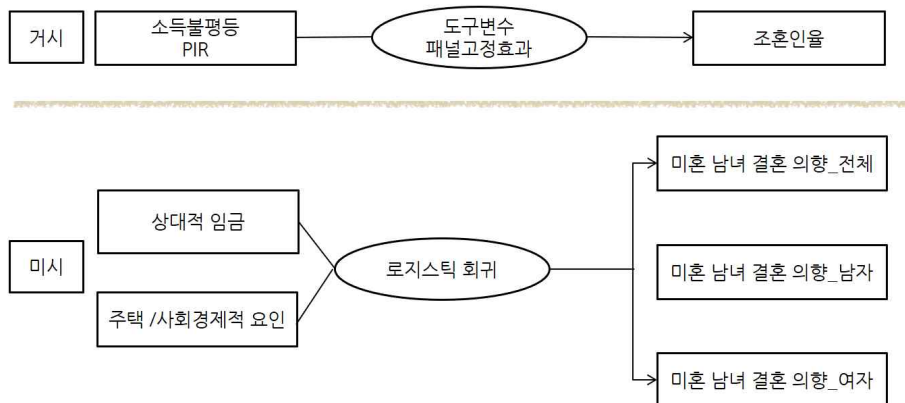 거시
소득불평등
PIR
도구변수
패널고정효과
조혼인율
미시
상대적 임금
주택 /사회경제적 요인
로지스틱 회귀
미혼 남녀 결혼 의향_전체
미혼 남녀 결혼 의향_남자
미혼 남녀 결혼 의향_여자